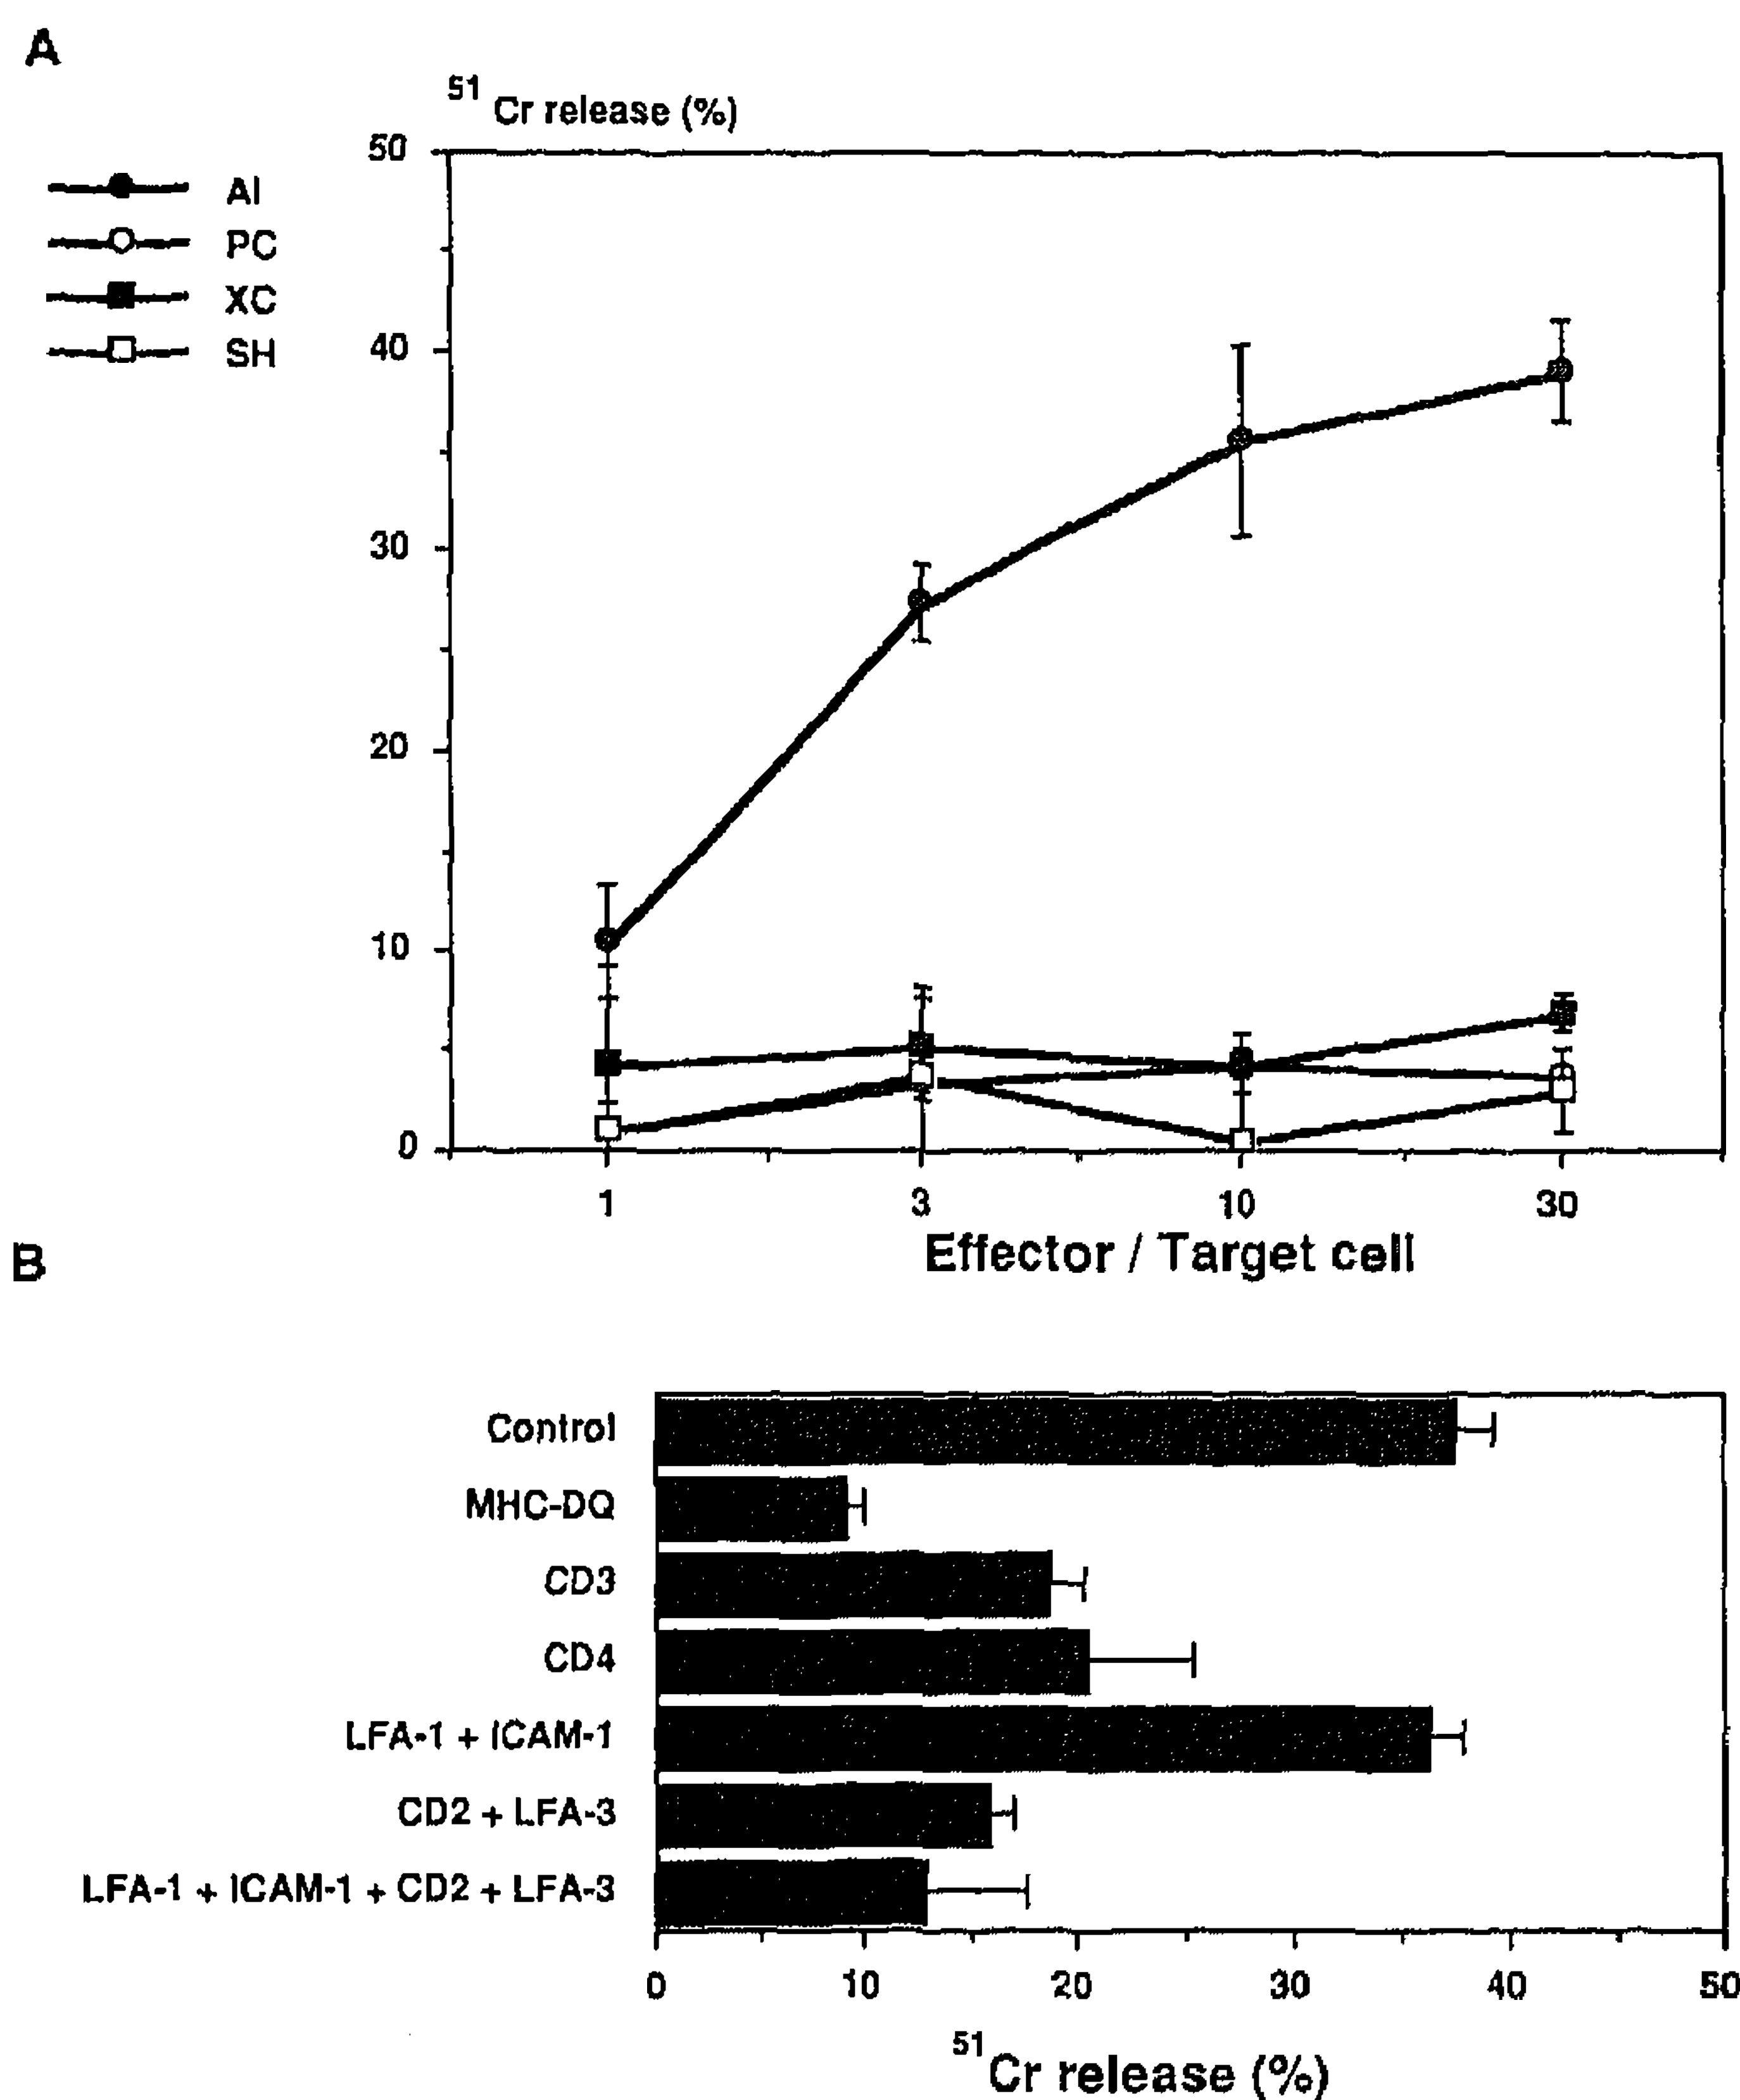 A
51 Cr release (%)
AI
PC
XC
SH
50
40
30
20
10
0
1 3 10 30
Effector / Target cell
B
Control
MHC-DQ
CD3
CD4
LFA-1 + ICAM-1
CD2 + LFA-3
LFA-1 + ICAM-1 + CD2 + LFA-3
0 10 20 30 40 50
51 Cr release (%)